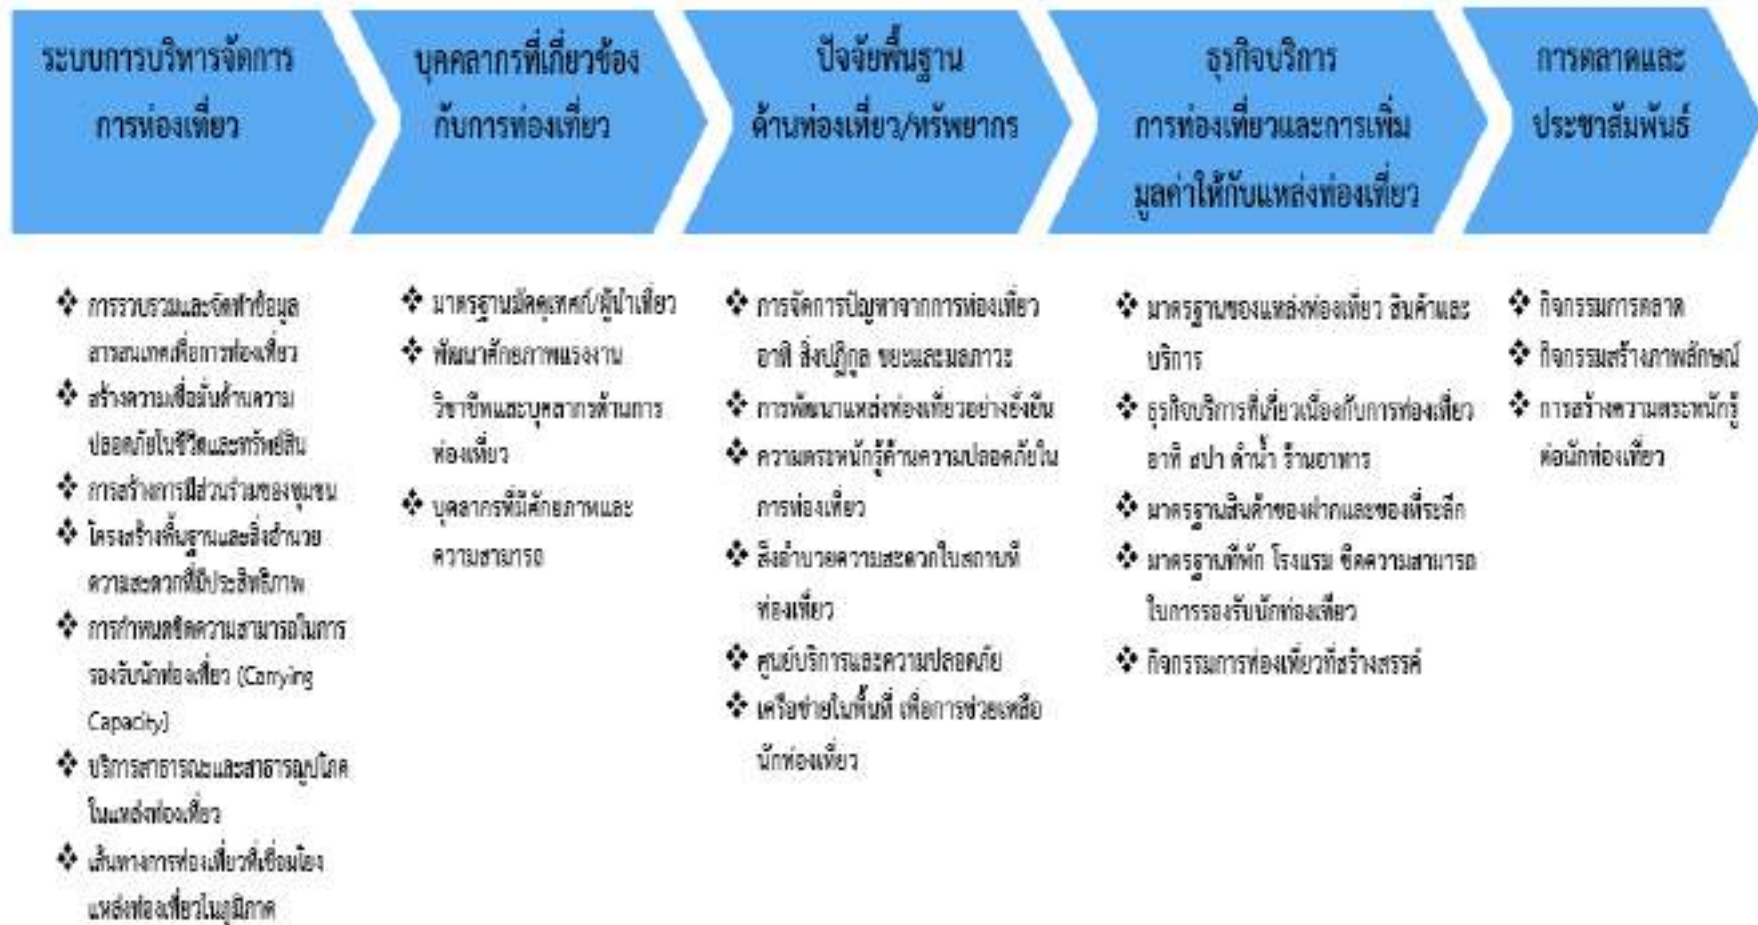 ระบบการบริหารจัดการ
การท่องเที่ยว
บุคคลากรที่เกี่ยวข้อง
กับการท่องเที่ยว
ปัจจัยพื้นฐาน
ด้านท่องเที่ยว/ทรัพยากร
ธุรกิจบริการ
การท่องเที่ยวและการเพิ่ม
มูลค่าให้กับแหล่งท่องเที่ยว
การตลาดและ
ประชาสัมพันธ์
❖ การรวบรวมและจัดทำข้อมูล
สารสนเทศเพื่อการท่องเที่ยว
❖ สร้างความเชื่อมั่นด้านความ
ปลอดภัยในชีวิตและทรัพย์สิน
❖ การสร้างการมีส่วนร่วมของชุมชน
❖ โครงสร้างพื้นฐานและสิ่งอำนวย
ความสะดวกที่มีประสิทธิภาพ
❖ การกำหนดขีดความสามารถในการ
รองรับนักท่องเที่ยว (Carrying
Capacity)
❖ บริการสาธารณะและสาธารณูปโภค
ในแหล่งท่องเที่ยว
❖ เส้นทางการท่องเที่ยวที่เชื่อมโยง
แหล่งท่องเที่ยวในภูมิภาค
❖ มาตรฐานมัคคุเทศก์/ผู้นำเที่ยว
❖ พัฒนาศักยภาพแรงงาน
วิชาชีพและบุคลากรด้านการ
ท่องเที่ยว
❖ บุคลากรที่มีศักยภาพและ
ความสามารถ
❖ การจัดการปัญหาจากการท่องเที่ยว
อาทิ สิ่งปฏิกูล ขยะและมลภาวะ
❖ การพัฒนาแหล่งท่องเที่ยวอย่างยั่งยืน
❖ ความตระหนักรู้ด้านความปลอดภัยใน
การท่องเที่ยว
❖ สิ่งอำนวยความสะดวกในสถานที่
ท่องเที่ยว
❖ ศูนย์บริการและความปลอดภัย
❖ เครือข่ายในพื้นที่ เพื่อการช่วยเหลือ
นักท่องเที่ยว
❖ มาตรฐานของแหล่งท่องเที่ยว สินค้าและ
บริการ
❖ ธุรกิจบริการที่เกี่ยวเนื่องกับการท่องเที่ยว
อาทิ สปา ดำน้ำ ร้านอาหาร
❖ มาตรฐานสินค้าของฝากและของที่ระลึก
❖ มาตรฐานที่พัก โรงแรม ขีดความสามารถ
ในการรองรับนักท่องเที่ยว
❖ กิจกรรมการท่องเที่ยวที่สร้างสรรค์
❖ กิจกรรมการตลาด
❖ กิจกรรมสร้างภาพลักษณ์
❖ การสร้างความตระหนักรู้
ต่อนักท่องเที่ยว